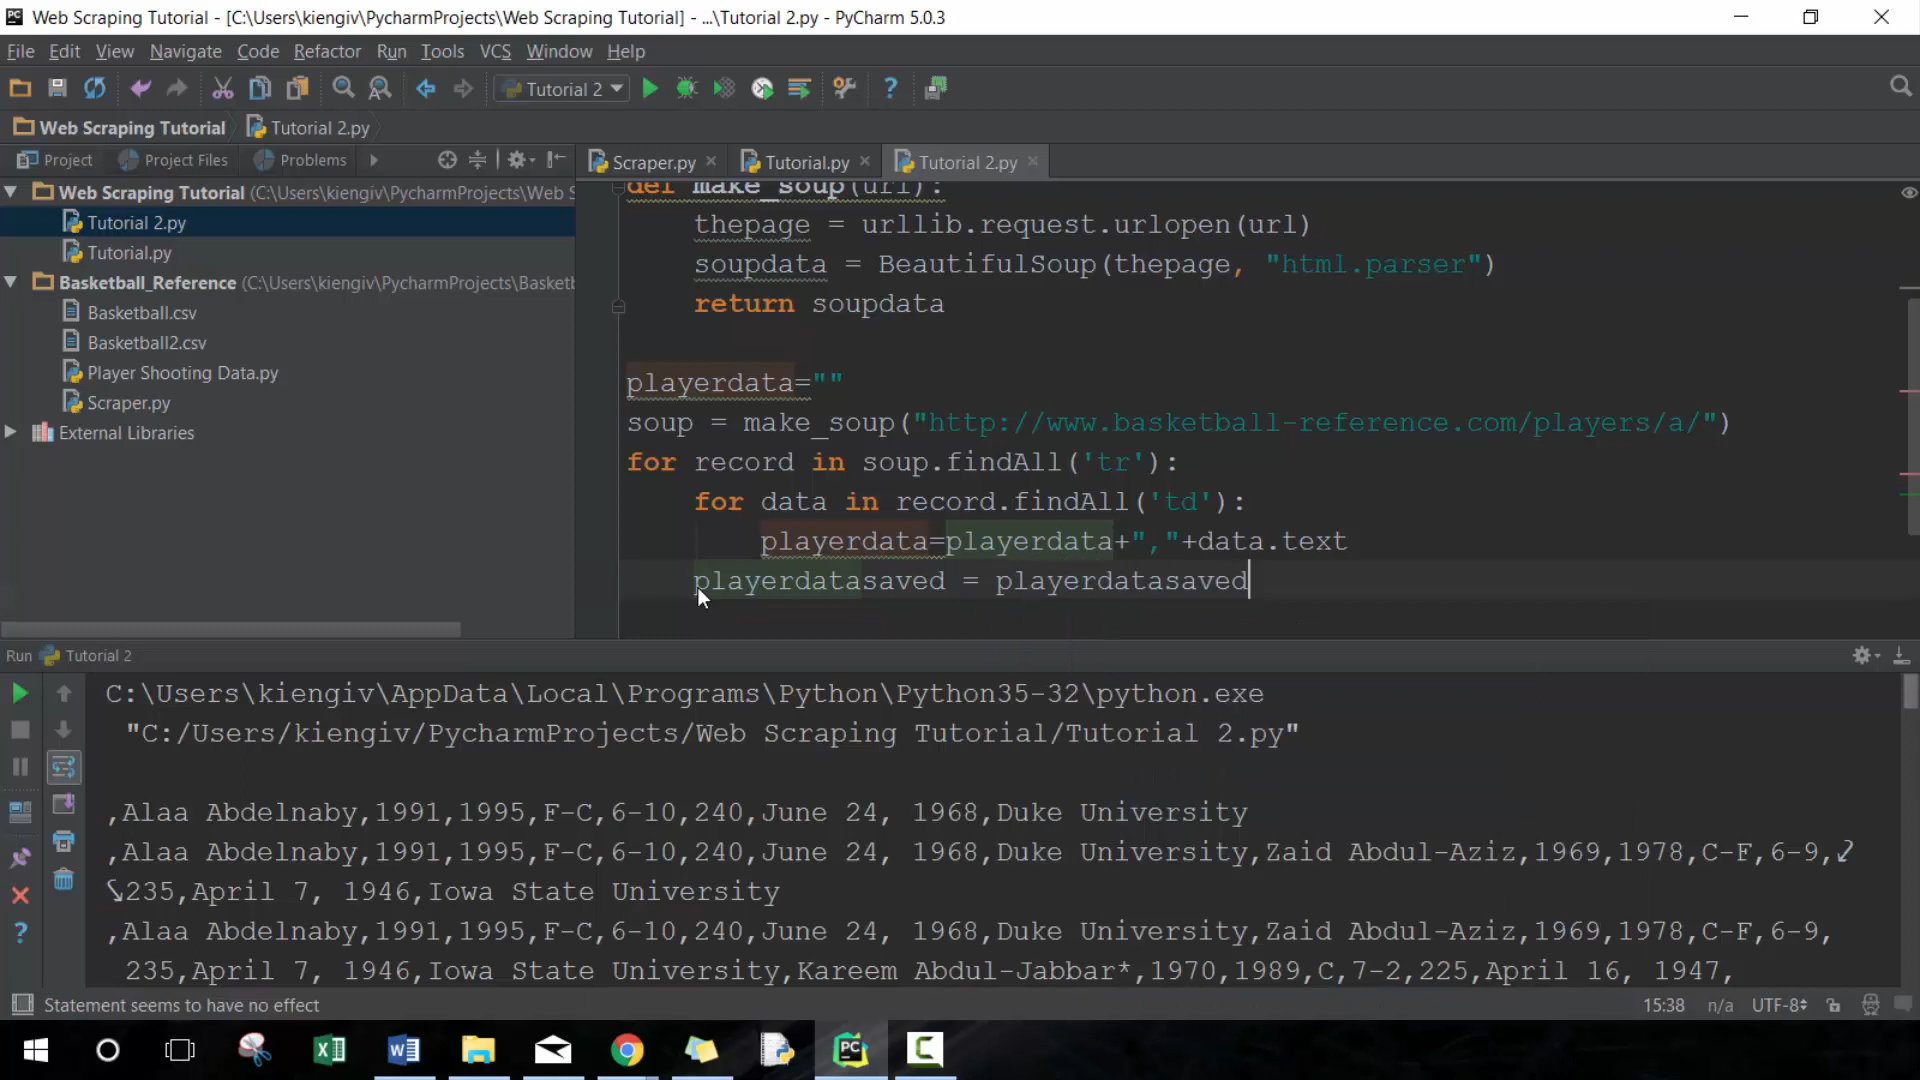 Web Scraping Tutorial - [C:\Users\kiengiv\PycharmProjects\Web Scraping Tutorial] - ...\Tutorial 2.py - PyCharm 5.0.3
File Edit View Navigate Code Refactor Run Tools VCS Window Help
Tutorial 2
Web Scraping Tutorial Tutorial 2.py
Project Project Files Problems
Scraper.py Tutorial.py Tutorial 2.py
Web Scraping Tutorial (C:\Users\kiengiv\PycharmProjects\Web S
Tutorial 2.py
Tutorial.py
Basketball_Reference (C:\Users\kiengiv\PycharmProjects\Basketb
Basketball.csv
Basketball2.csv
Player Shooting Data.py
Scraper.py
External Libraries
def make_soup(url):
thepage = urllib.request.urlopen(url)
soupdata = BeautifulSoup(thepage, "html.parser")
return soupdata
playerdata=""
soup = make_soup("http://www.basketball-reference.com/players/a/")
for record in soup.findAll('tr'):
for data in record.findAll('td'):
playerdata=playerdata+","+data.text
playerdatasaved = playerdatasaved
Run Tutorial 2
C:\Users\kiengiv\AppData\Local\Programs\Python\Python35-32\python.exe
"C:/Users/kiengiv/PycharmProjects/Web Scraping Tutorial/Tutorial 2.py"
,Alaa Abdelnaby,1991,1995,F-C,6-10,240,June 24, 1968,Duke University
,Alaa Abdelnaby,1991,1995,F-C,6-10,240,June 24, 1968,Duke University,Zaid Abdul-Aziz,1969,1978,C-F,6-9,
235,April 7, 1946,Iowa State University
,Alaa Abdelnaby,1991,1995,F-C,6-10,240,June 24, 1968,Duke University,Zaid Abdul-Aziz,1969,1978,C-F,6-9,
235,April 7, 1946,Iowa State University,Kareem Abdul-Jabbar*,1970,1989,C,7-2,225,April 16, 1947,
Statement seems to have no effect
15:38 n/a UTF-8